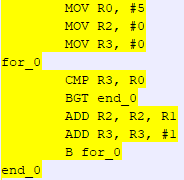 MOV R0, #5
MOV R2, #0
MOV R3, #0
for_0
CMP R3, R0
BGT end_0
ADD R2, R2, R1
ADD R3, R3, #1
B for_0
end_0